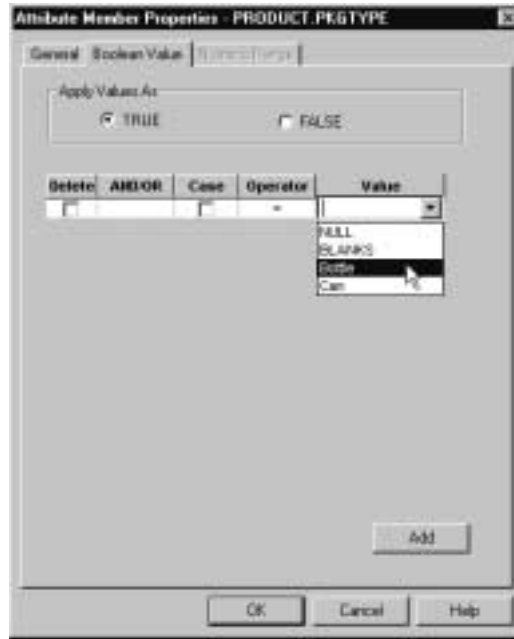 Attribute Member Properties - PRODUCT.PKGTYPE
General Boolean Value
Apply Values As
TRUE FALSE
Delete AND/OR Case Operator Value
=
NULL
BLANKS
Bottle
Can
Add
OK Cancel Help